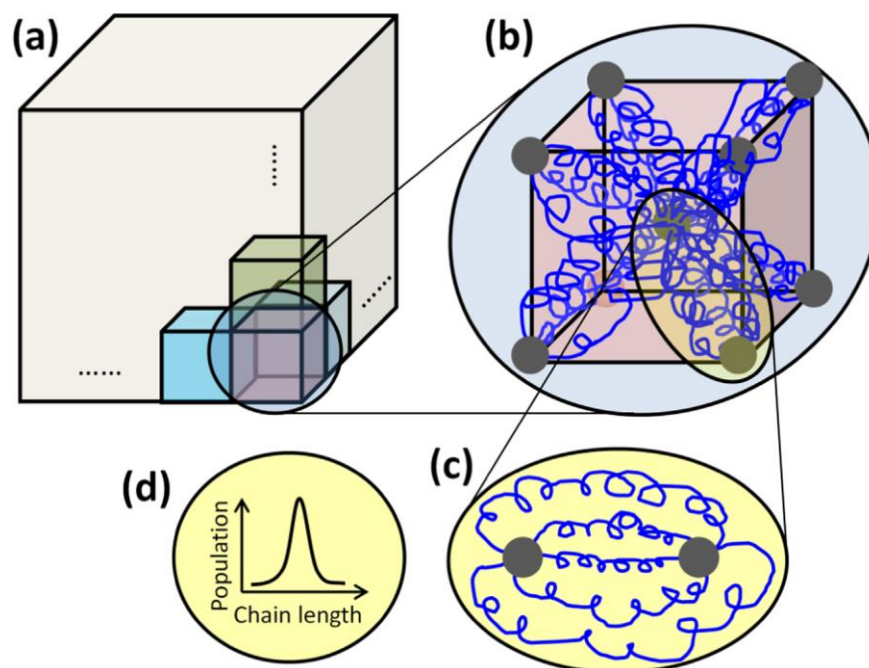 (a)
(b)
......
......
......
(d)
(c)
Population
Chain length